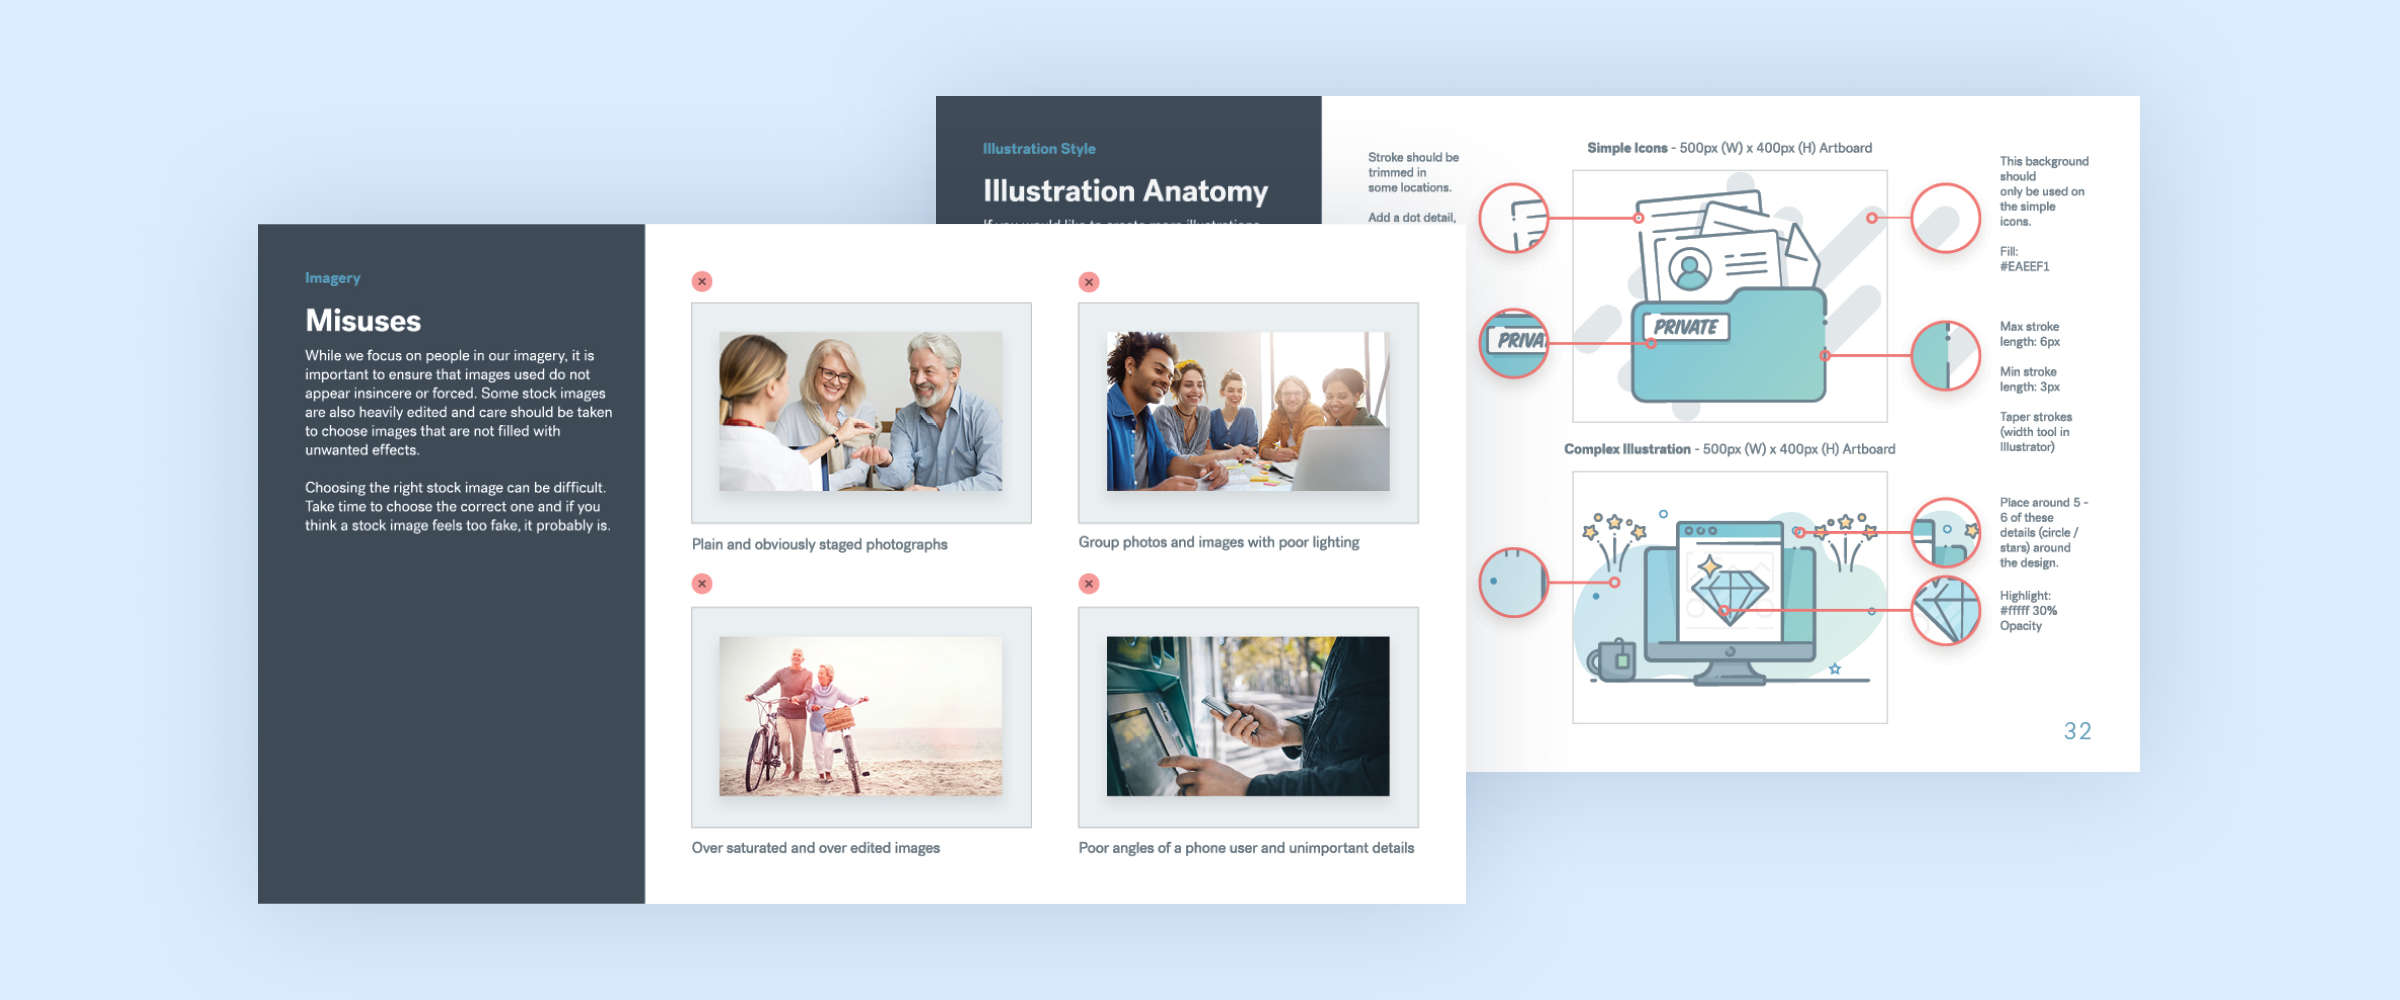 Imagery
Misuses
While we focus on people in our imagery, it is
important to ensure that images used do not
appear insincere or forced. Some stock images
are also heavily edited and care should be taken
to choose images that are not filled with
unwanted effects.
Choosing the right stock image can be difficult.
Take time to choose the correct one and if you
think a stock image feels too fake, it probably is.
Plain and obviously staged photographs
Group photos and images with poor lighting
Over saturated and over edited images
Poor angles of a phone user and unimportant details
Illustration Style
Illustration Anatomy
If you would like to create more illustrations
Stroke should be
trimmed in
some locations.
Add a dot detail,
Simple Icons - 500px (W) x 400px (H) Artboard
PRIVATE
PRIVA
This background
should
only be used on
the simple
icons.
Fill:
#EAEEF1
Max stroke
length: 6px
Min stroke
length: 3px
Taper strokes
(width tool in
Illustrator)
Complex Illustration - 500px (W) x 400px (H) Artboard
Place around 5 -
6 of these
details (circle /
stars) around
the design.
Highlight:
#fffff 30%
Opacity
32